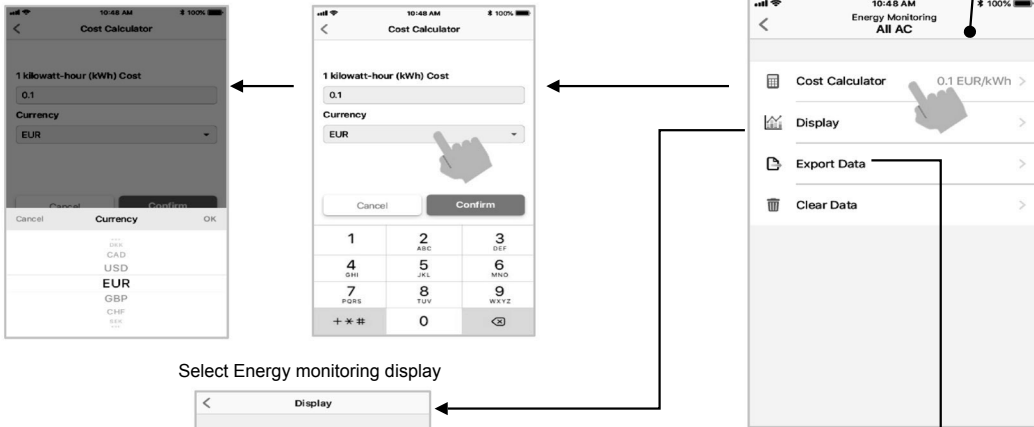 10:48 AM
100%
Cost Calculator
1 kilowatt-hour (kWh) Cost
0.1
Currency
EUR
Cancel
Confirm
Cancel
Currency
OK
DKK
CAD
USD
EUR
GBP
CHF
SEK
10:48 AM
100%
Cost Calculator
1 kilowatt-hour (kWh) Cost
0.1
Currency
EUR
Cancel
Confirm
1
2
ABC
3
DEF
4
GHI
5
JKL
6
MNO
7
PQRS
8
TUV
9
WXYZ
+*#
0
10:48 AM
100%
Energy Monitoring
All AC
Cost Calculator 0.1 EUR/kWh
Display
Export Data
Clear Data
Select Energy monitoring display
Display